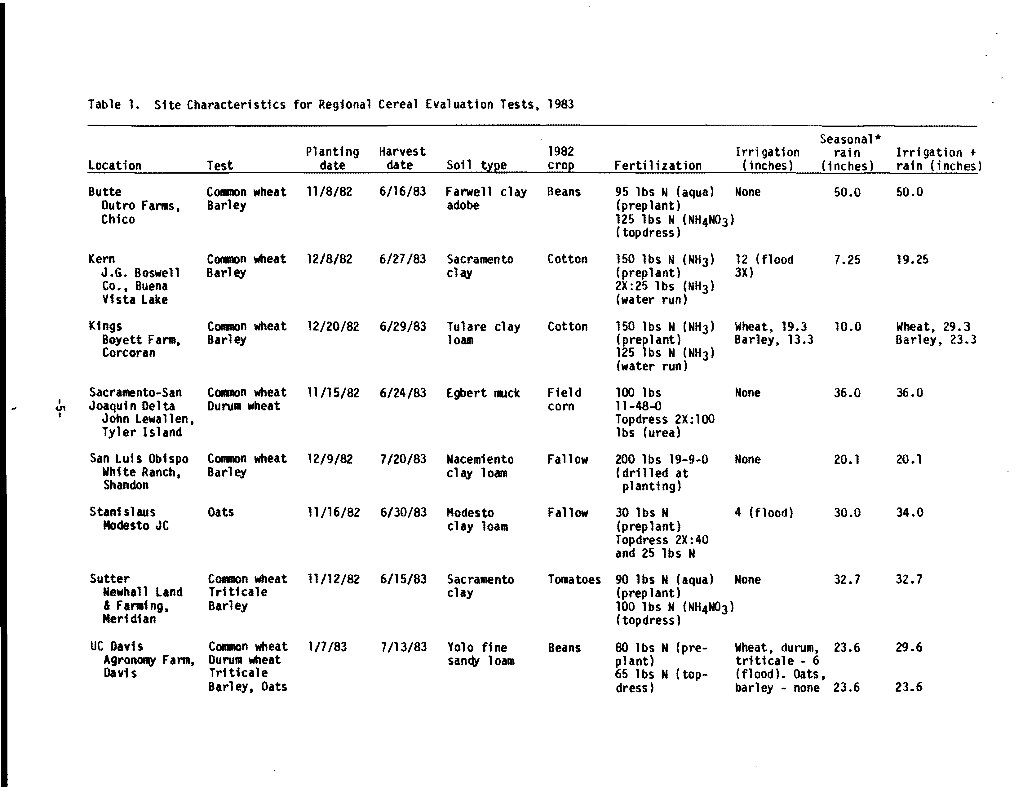 Table 1. Site Characteristics for Regional Cereal Evaluation Tests, 1983
Location Test Planting date Harvest date Soil type 1982 crop Fertilization Irrigation (inches) Seasonal* rain (inches) Irrigation + rain (inches)
Butte Common wheat 11/8/82 6/16/83 Farwell clay Beans 95 lbs N (aqua) None 50.0 50.0
Outro Farms, Barley adobe (preplant)
Chico 125 lbs N (NH4NO3)
(topdress)
Kern Common wheat 12/8/82 6/27/83 Sacramento Cotton 150 lbs N (NH3) 12 (flood 7.25 19.25
J.G. Boswell Barley clay (preplant) 3X)
Co., Buena 2X:25 lbs (NH3)
Vista Lake (water run)
Kings Common wheat 12/20/82 6/29/83 Tulare clay Cotton 150 lbs N (NH3) Wheat, 19.3 10.0 Wheat, 29.3
Boyett Farm, Barley loam (preplant) Barley, 13.3 Barley, 23.3
Corcoran 125 lbs N (NH3)
(water run)
Sacramento-San Common wheat 11/15/82 6/24/83 Egbert muck Field 100 lbs None 36.0 36.0
Joaquin Delta Durum wheat corn 11-48-0
John Lewallen, Topdress 2X:100
Tyler Island lbs (urea)
-5-
San Luis Obispo Common wheat 12/9/82 7/20/83 Nacemiento Fallow 200 lbs 19-9-0 None 20.1 20.1
White Ranch, Barley clay loam (drilled at
Shandon planting)
Stanislaus Oats 11/16/82 6/30/83 Modesto Fallow 30 lbs N 4 (flood) 30.0 34.0
Modesto JC clay loam (preplant)
Topdress 2X:40
and 25 lbs N
Sutter Common wheat 11/12/82 6/15/83 Sacramento Tomatoes 90 lbs N (aqua) None 32.7 32.7
Newhall Land Triticale clay (preplant)
& Farming, Barley 100 lbs N (NH4NO3)
Meridian (topdress)
UC Davis Common wheat 1/7/83 7/13/83 Yolo fine Beans 80 lbs N (pre- Wheat, durum, 23.6 29.6
Agronomy Farm, Durum wheat sandy loam plant) triticale - 6
Davis Triticale 65 lbs N (top- (flood). Oats,
Barley, Oats dress) barley - none 23.6 23.6